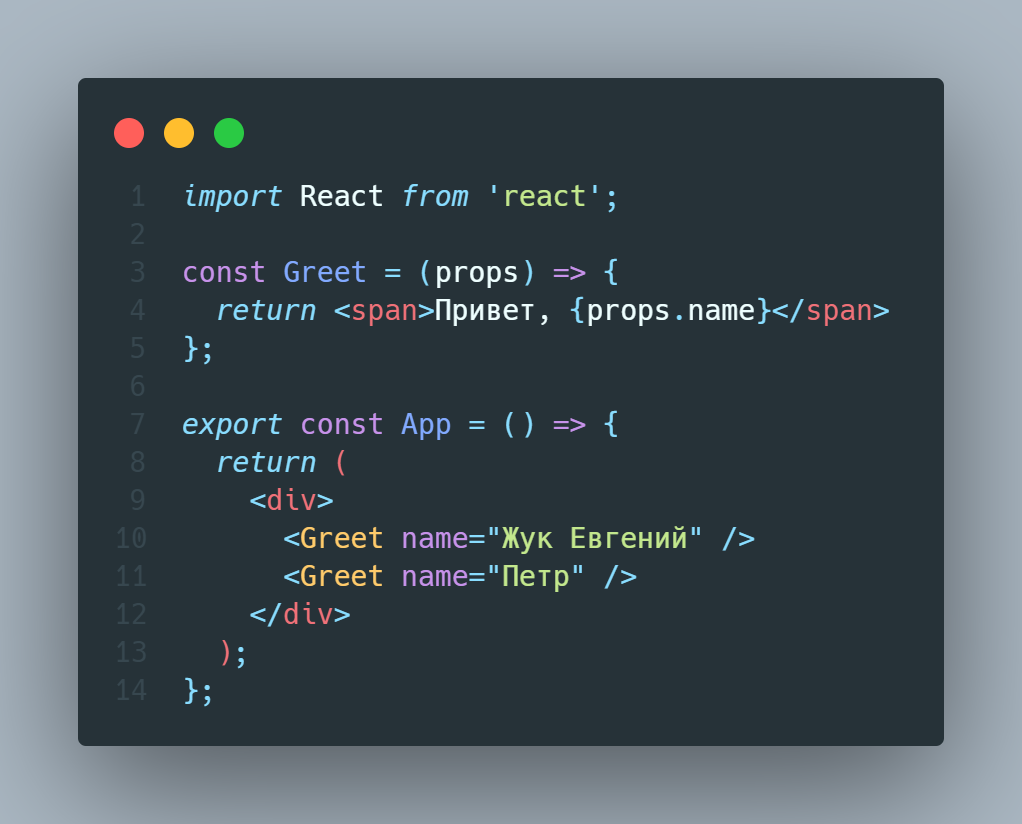 1 import React from 'react';
2
3 const Greet = (props) => {
4   return <span>Привет, {props.name}</span>
5 };
6
7 export const App = () => {
8   return (
9     <div>
10       <Greet name="Жук Евгений" />
11       <Greet name="Петр" />
12     </div>
13   );
14 };